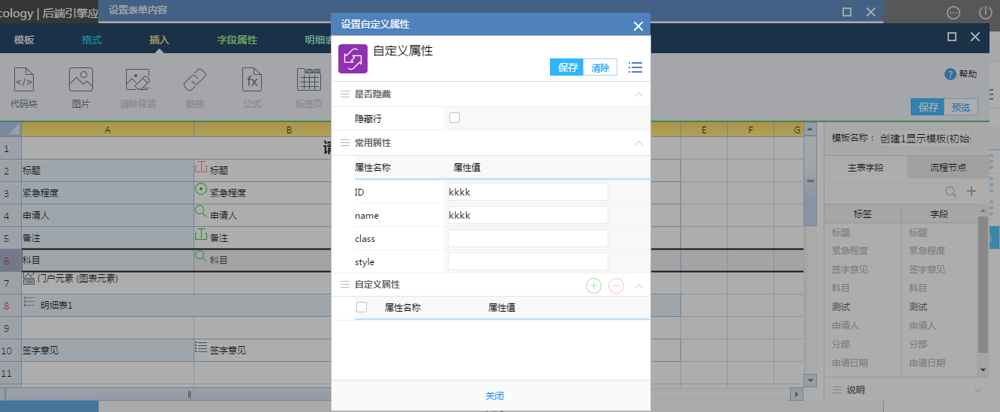 cology | 后端引擎应
设置表单内容
模板 格式 插入 字段属性 明细表
代码块 图片 清除背景 链接 公式 标签页
帮助
保存 预览
设置自定义属性
自定义属性
保存 清除
是否隐藏
隐藏行
常用属性
属性名称 属性值
ID kkkk
name kkkk
class
style
自定义属性
属性名称 属性值
关闭
A B E F G
1 请
2 标题 标题
3 紧急程度 紧急程度
4 申请人 申请人
5 备注 备注
6 科目 科目
7 门户元素 (图表元素)
8 明细表1
9
10 签字意见 签字意见
11
模板名称： 创建1显示模板(初始
主表字段 流程节点
标签 字段
标题 标题
紧急程度 紧急程度
签字意见 签字意见
科目 科目
测试 测试
申请人 申请人
分部 分部
申请日期 申请日期
说明